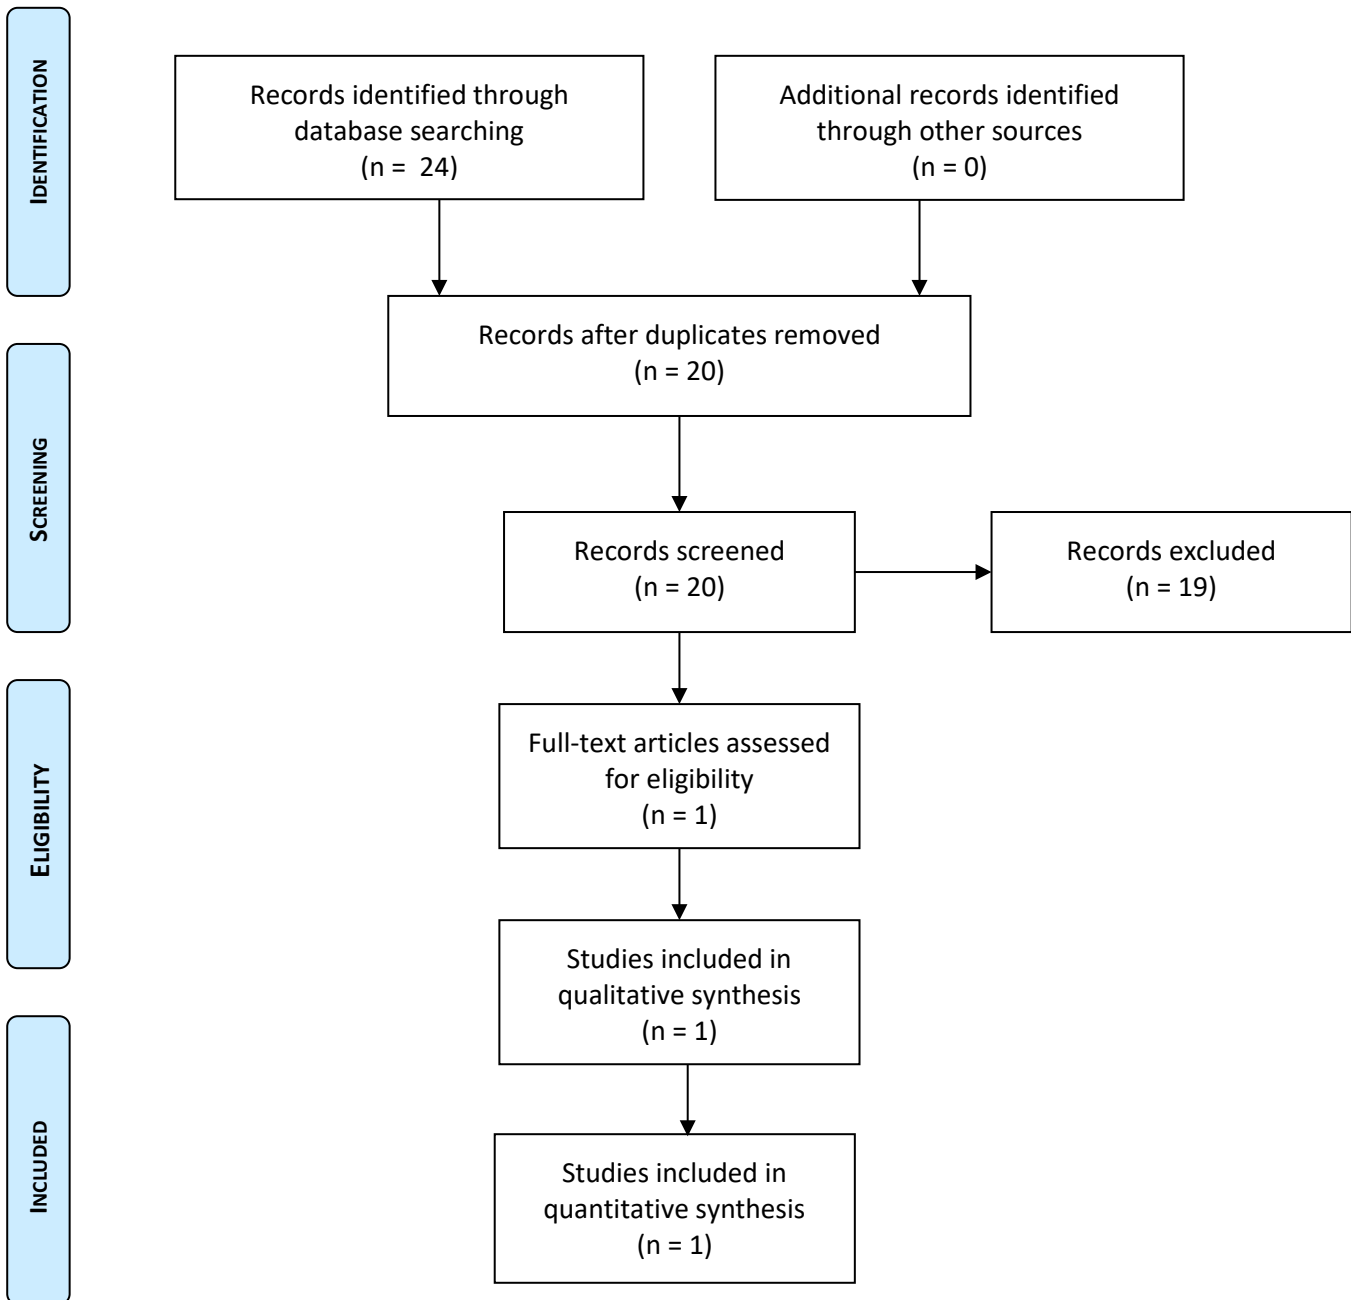 IDENTIFICATION
Records identified through
database searching
(n =  24)
Additional records identified
through other sources
(n = 0)
Records after duplicates removed
(n = 20)
SCREENING
Records screened
(n = 20)
Records excluded
(n = 19)
ELIGIBILITY
Full-text articles assessed
for eligibility
(n = 1)
Studies included in
qualitative synthesis
(n = 1)
INCLUDED
Studies included in
quantitative synthesis
(n = 1)